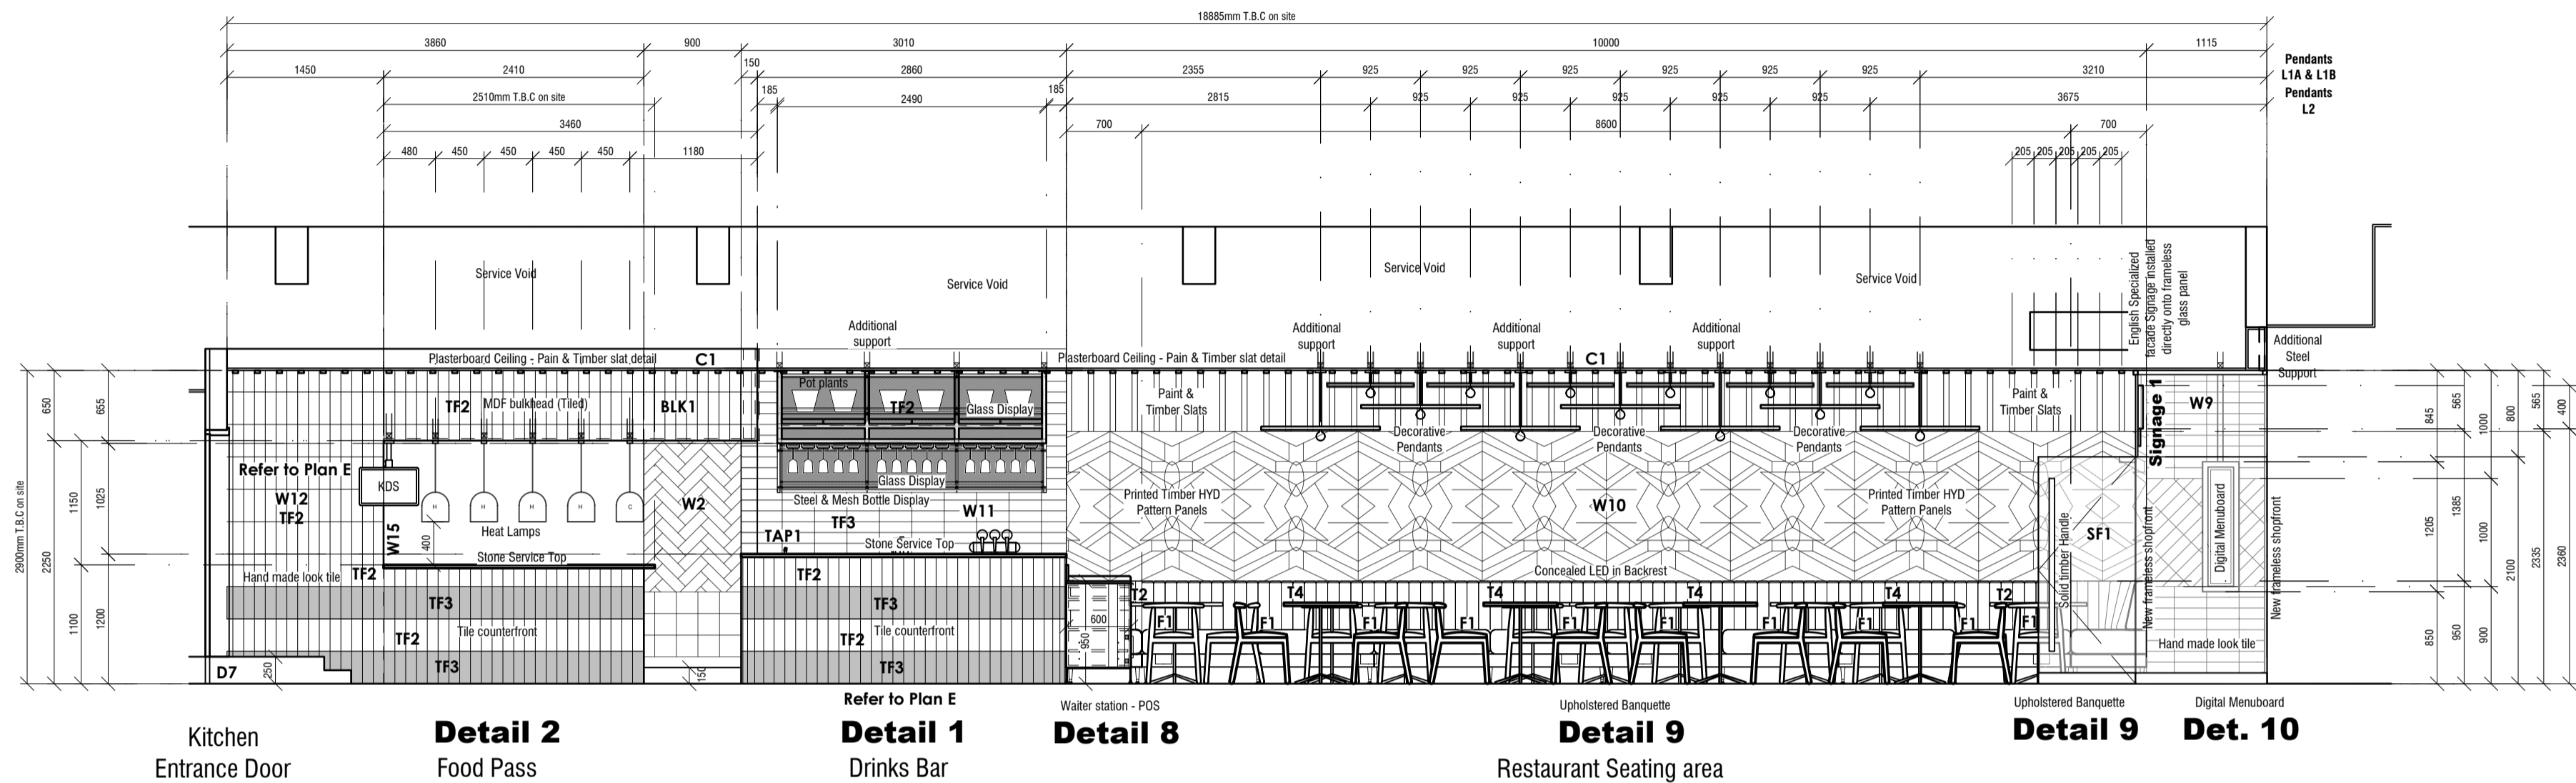 18885mm T.B.C on site
3860
900
3010
10000
1115
1450
2410
150
2860
2355
925
925
925
925
925
925
3210
Pendants
L1A & L1B
2510mm T.B.C on site
185
2490
185
2815
925
925
925
925
925
3675
Pendants
L2
3460
700
8600
700
480
450
450
450
450
1180
205
205
205
205
205
Service Void
Service Void
Service Void
Service Void
English Specialized
facade Signage installed
directly onto frameless
glass panel
Additional
support
Additional
support
Additional
support
Additional
support
Additional
Steel
Support
Plasterboard Ceiling - Pain & Timber slat detail
C1
Plasterboard Ceiling - Pain & Timber slat detail
C1
2900mm T.B.C on site
650
2250
1150
1100
655
1025
1200
TF2
MDF bulkhead (Tiled)
BLK1
Pot plants
TF2
Glass Display
Paint &
Timber Slats
Paint &
Timber Slats
Signage 1
W9
Decorative
Pendants
Decorative
Pendants
Decorative
Pendants
Refer to Plan E
W12
TF2
KDS
H
H
H
H
C
Heat Lamps
W15
400
Stone Service Top
W2
Glass Display
Steel & Mesh Bottle Display
TF3
W11
TAP1
Stone Service Top
Printed Timber HYD
Pattern Panels
W10
Printed Timber HYD
Pattern Panels
Concealed LED in Backrest
Solid timber Handle
SF1
New frameless shopfront
Digital Menuboard
New frameless shopfront
845
1205
850
565
1385
950
1000
1000
900
800
2100
565
2335
400
2360
Hand made look tile
TF2
TF3
TF2
Tile counterfront
TF3
TF2
TF3
TF2
Tile counterfront
TF3
D7
250
150
600
950
T2
T4
T4
T4
T4
T2
F1
F1
F1
F1
F1
F1
F1
F1
F1
F1
Hand made look tile
Refer to Plan E
Waiter station - POS
Upholstered Banquette
Upholstered Banquette
Digital Menuboard
Kitchen
Entrance Door
Detail 2
Food Pass
Detail 1
Drinks Bar
Detail 8
Detail 9
Restaurant Seating area
Detail 9
Det. 10